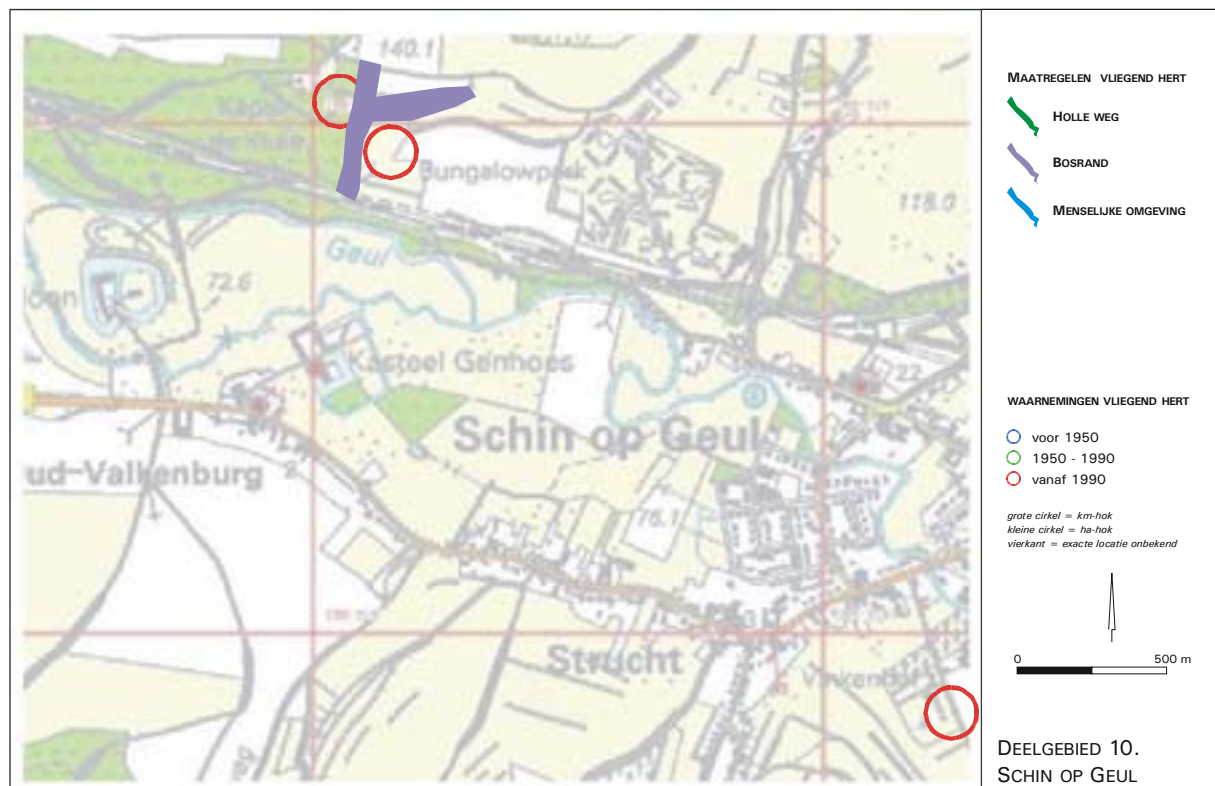 140.1
Bungalowpark
118.0
Geul
72.6
Kasteel Genhoes
22
Schin op Geul
ud-Valkenburg
76.1
Strucht
MAATREGELEN VLIEGEND HERT
HOLLE WEG
BOSRAND
MENSELIJKE OMGEVING
WAARNEMINGEN VLIEGEND HERT
voor 1950
1950 - 1990
vanaf 1990
grote cirkel = km-hok
kleine cirkel = ha-hok
vierkant = exacte locatie onbekend
0 500 m
DEELGEBIED 10.
SCHIN OP GEUL